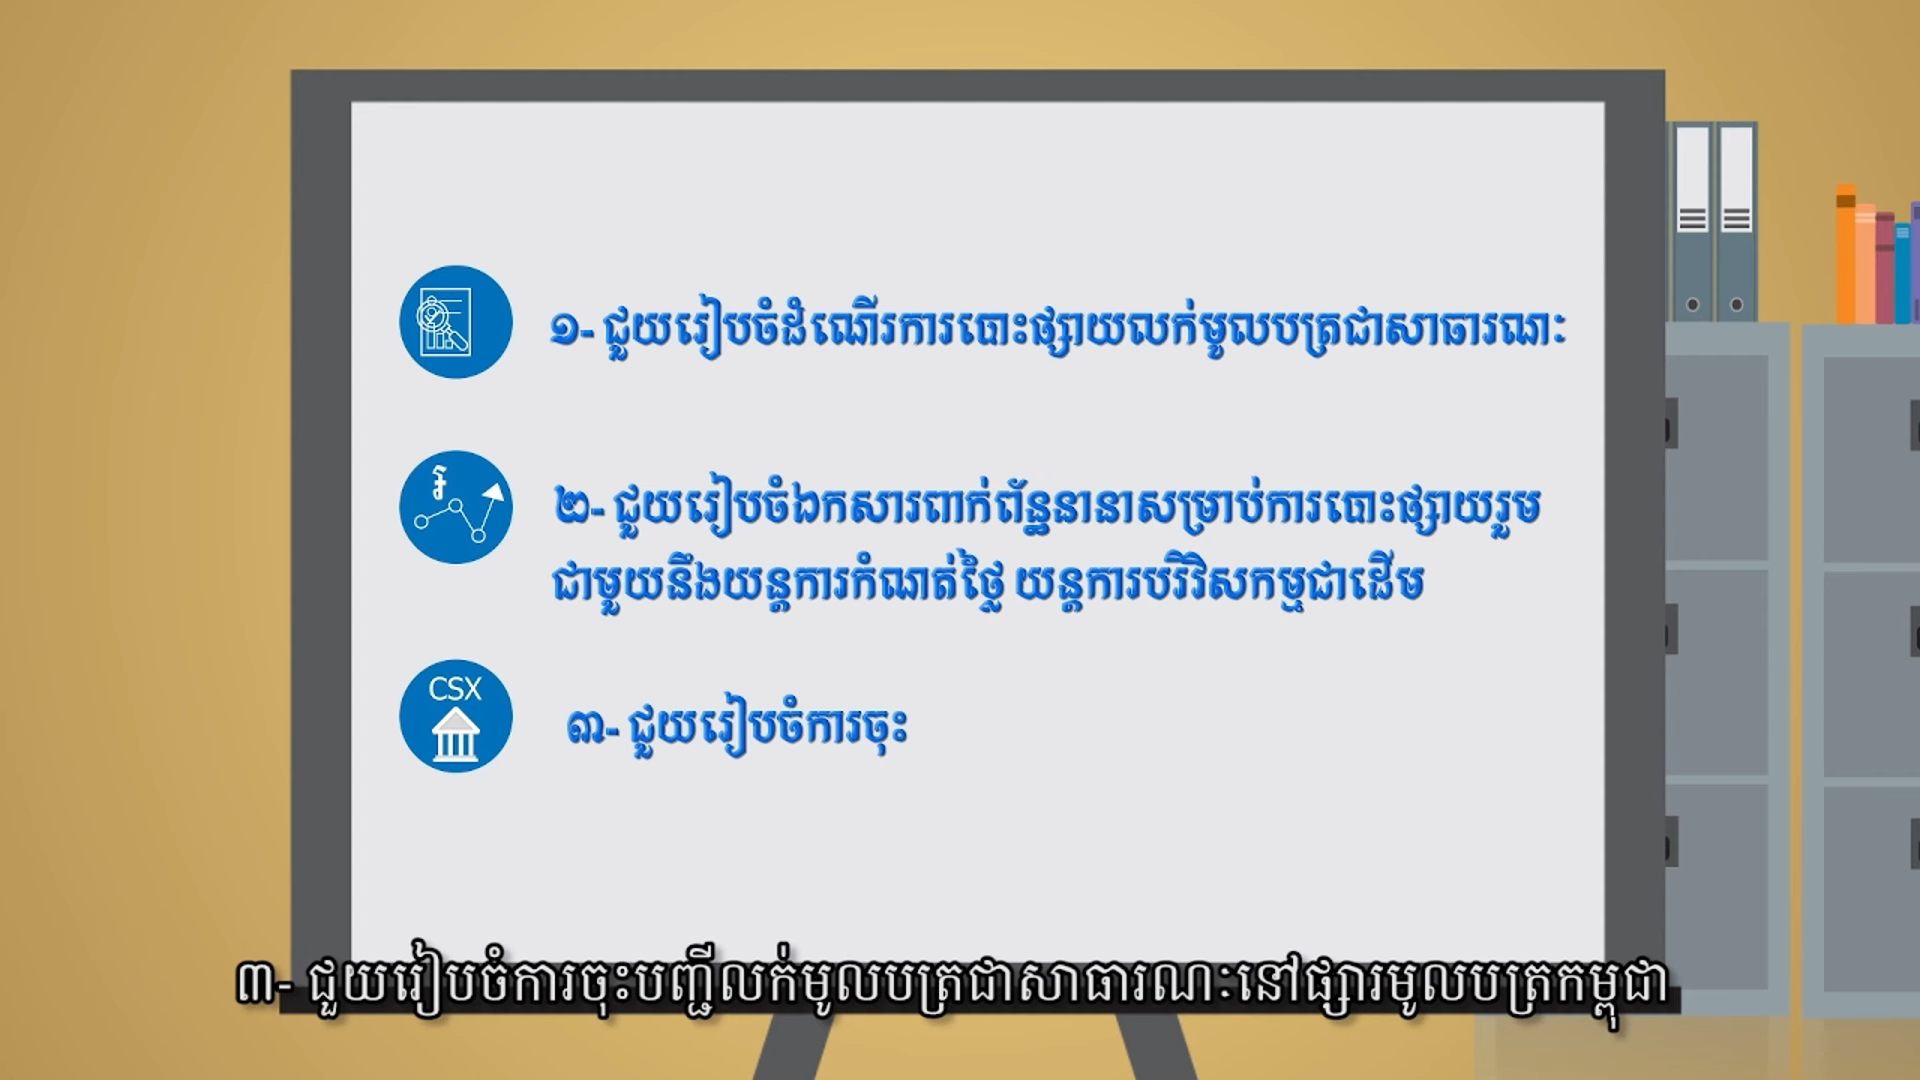 ១- ជួយរៀបចំដំណើរការបោះផ្សាយលក់មូលបត្រជាសាធារណៈ
២- ជួយរៀបចំឯកសារពាក់ព័ន្ធនានាសម្រាប់ការបោះផ្សាយរួម
ជាមួយនឹងយន្តការកំណត់ថ្លៃ យន្តការបរិវិសកម្មជាដើម
CSX
៣- ជួយរៀបចំការចុះ
៣- ជួយរៀបចំការចុះបញ្ជីលក់មូលបត្រជាសាធារណៈនៅផ្សារមូលបត្រកម្ពុជា